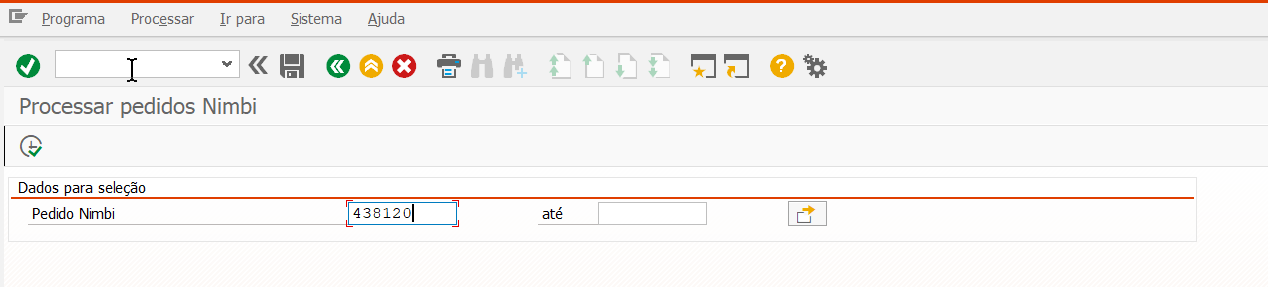 Programa Processar Ir para Sistema Ajuda
Processar pedidos Nimbi
Dados para seleção
Pedido Nimbi 438120 até